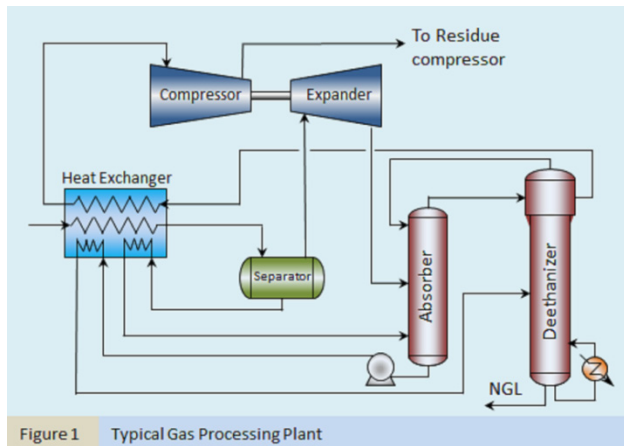 To Residue
compressor
Compressor
Expander
Heat Exchanger
Separator
Absorber
Deethanizer
NGL
Figure 1 Typical Gas Processing Plant